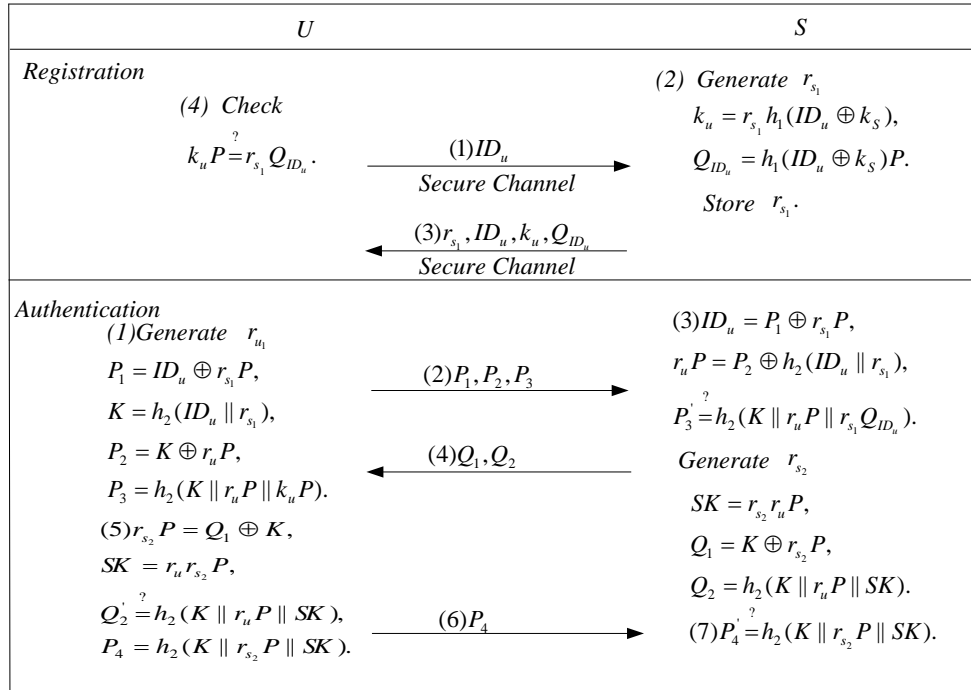 U S
Registration
(4) Check
k_u P =? r_{s_1} Q_{ID_u}.
(1) ID_u
Secure Channel
(3) r_{s_1}, ID_u, k_u, Q_{ID_u}
Secure Channel
(2) Generate r_{s_1}
k_u = r_{s_1} h_1(ID_u ⊕ k_S),
Q_{ID_u} = h_1(ID_u ⊕ k_S)P.
Store r_{s_1}.
Authentication
(1) Generate r_{u_1}
P_1 = ID_u ⊕ r_{s_1} P,
K = h_2(ID_u || r_{s_1}),
P_2 = K ⊕ r_u P,
P_3 = h_2(K || r_u P || k_u P).
(2) P_1, P_2, P_3
(3) ID_u = P_1 ⊕ r_{s_1} P,
r_u P = P_2 ⊕ h_2(ID_u || r_{s_1}),
P_3' =? h_2(K || r_u P || r_{s_1} Q_{ID_u}).
Generate r_{s_2}
SK = r_{s_2} r_u P,
Q_1 = K ⊕ r_{s_2} P,
Q_2 = h_2(K || r_u P || SK).
(4) Q_1, Q_2
(5) r_{s_2} P = Q_1 ⊕ K,
SK = r_u r_{s_2} P,
Q_2' =? h_2(K || r_u P || SK),
P_4 = h_2(K || r_{s_2} P || SK).
(6) P_4
(7) P_4' =? h_2(K || r_{s_2} P || SK).